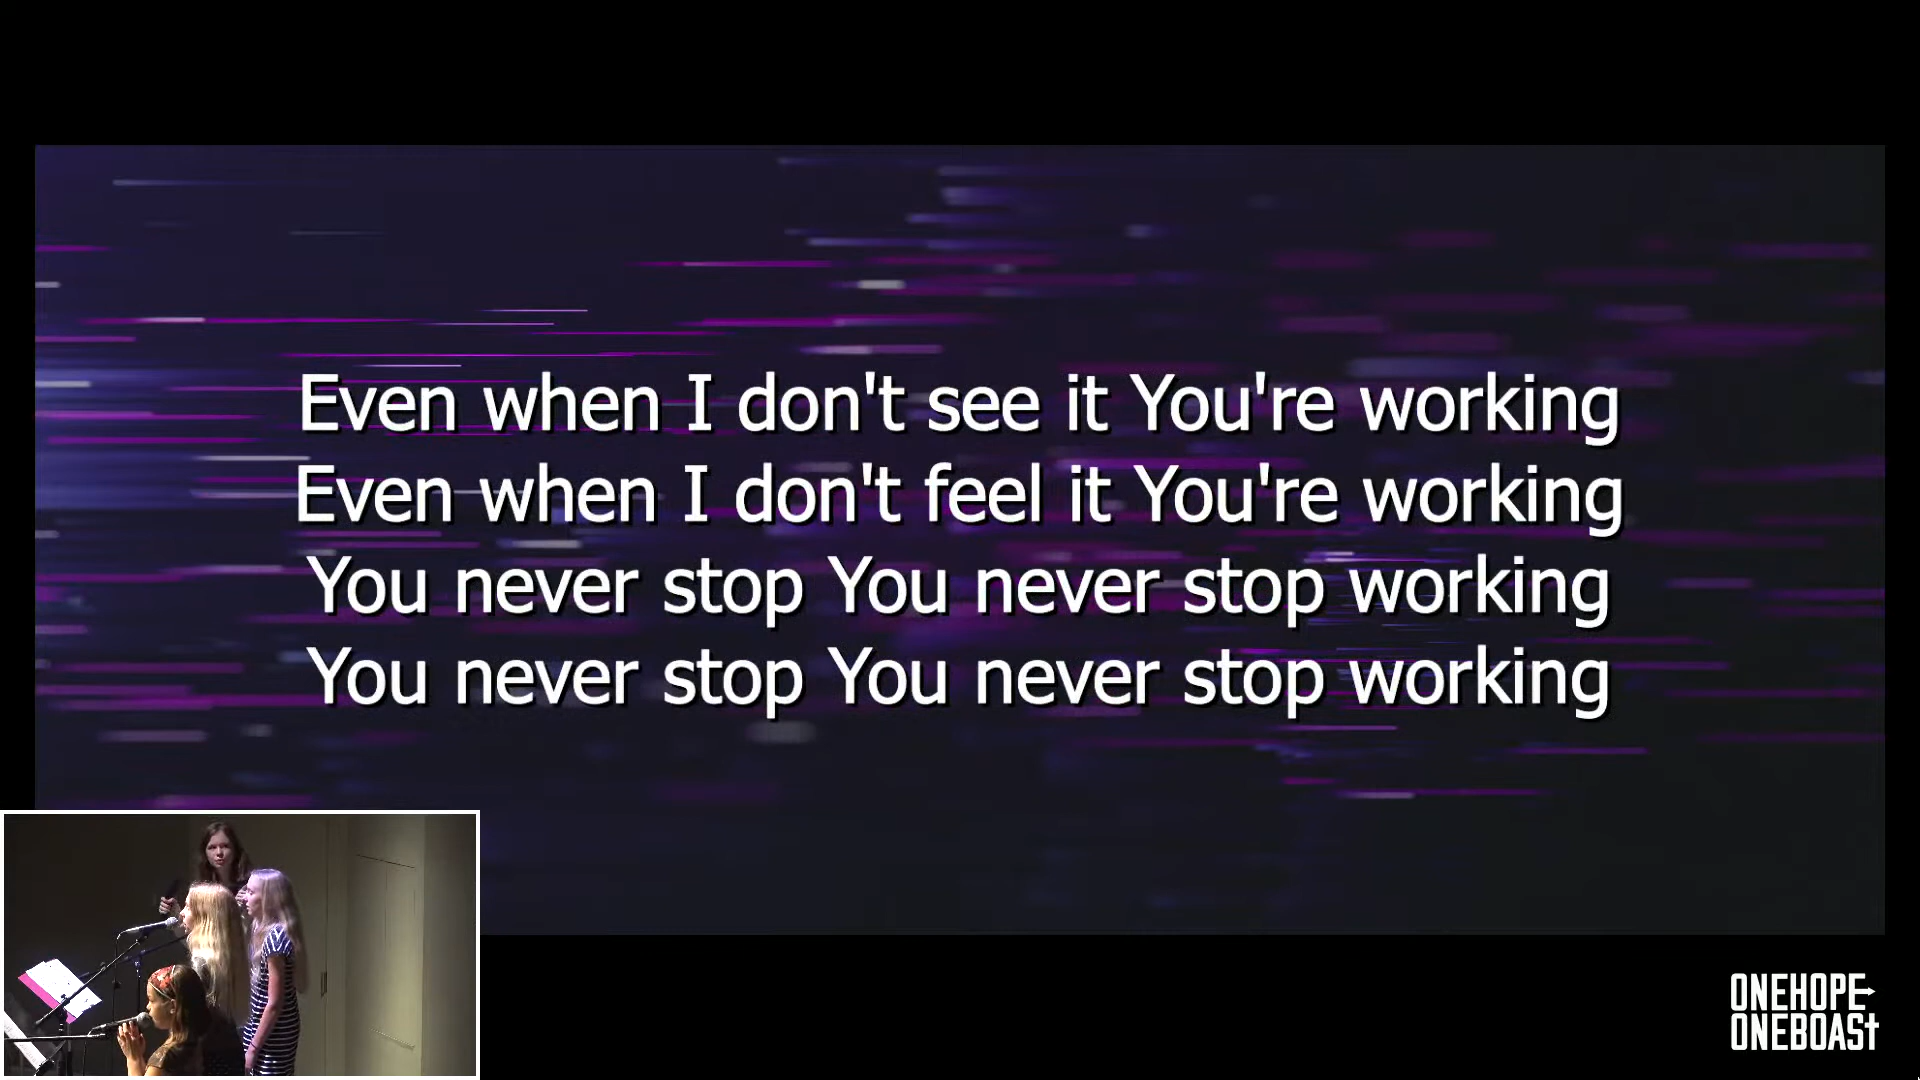 Even when I don't see it You're working
Even when I don't feel it You're working
You never stop You never stop working
You never stop You never stop working
ONEHOPE
ONEBOAST